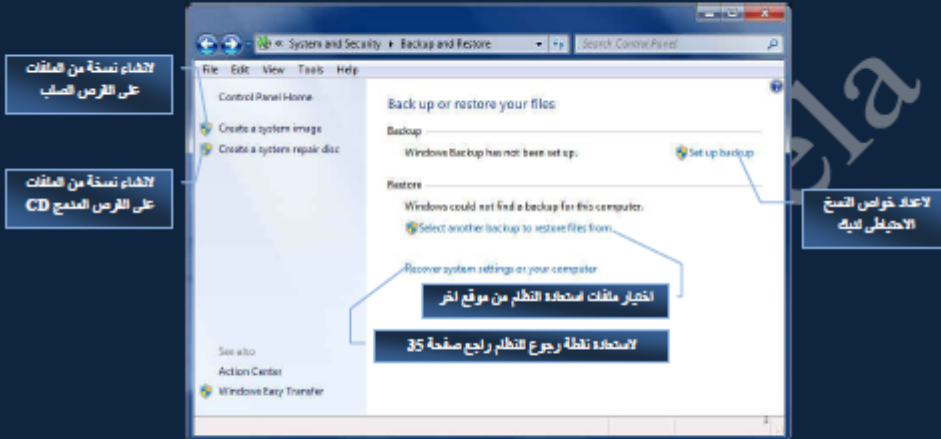 « System and Security ▸ Backup and Restore
Search Control Panel
File Edit View Tools Help
لانشاء نسخة من الملفات
على القرص الصلب
Control Panel Home
Back up or restore your files
Create a system image
Backup
Create a system repair disc
Windows Backup has not been set up.
Set up backup
لانشاء نسخة من الملفات
على القرص المدمج CD
Restore
Windows could not find a backup for this computer.
لاعداد خواص النسخ
الاحتياطى لديك
Select another backup to restore files from
Recover system settings or your computer
اختيار ملفات استعادة النظام من موقع اخر
لاستعادة نقطة رجوع النظام راجع صفحة 35
See also
Action Center
Windows Easy Transfer
ela